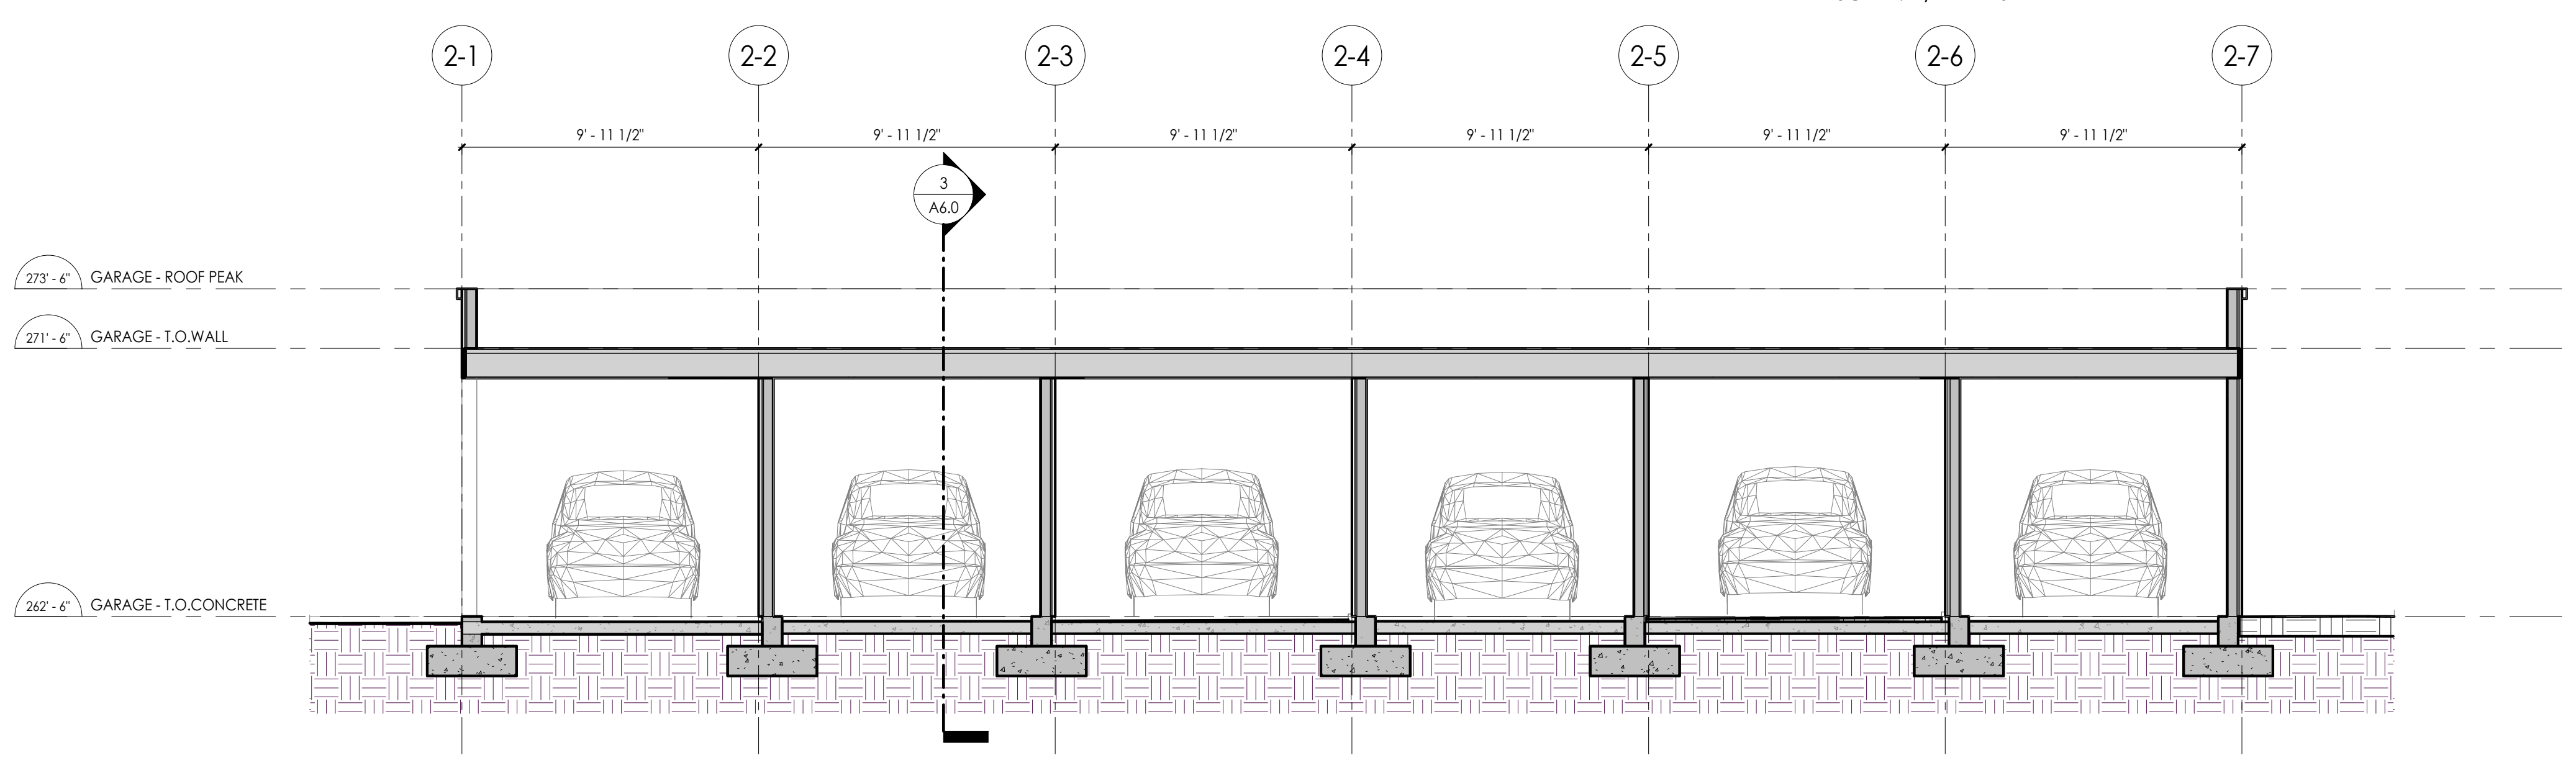 2-1 2-2 2-3 2-4 2-5 2-6 2-7
9' - 11 1/2" 9' - 11 1/2" 9' - 11 1/2" 9' - 11 1/2" 9' - 11 1/2" 9' - 11 1/2"
3
A6.0
273' - 6" GARAGE - ROOF PEAK
271' - 6" GARAGE - T.O.WALL
262' - 6" GARAGE - T.O.CONCRETE